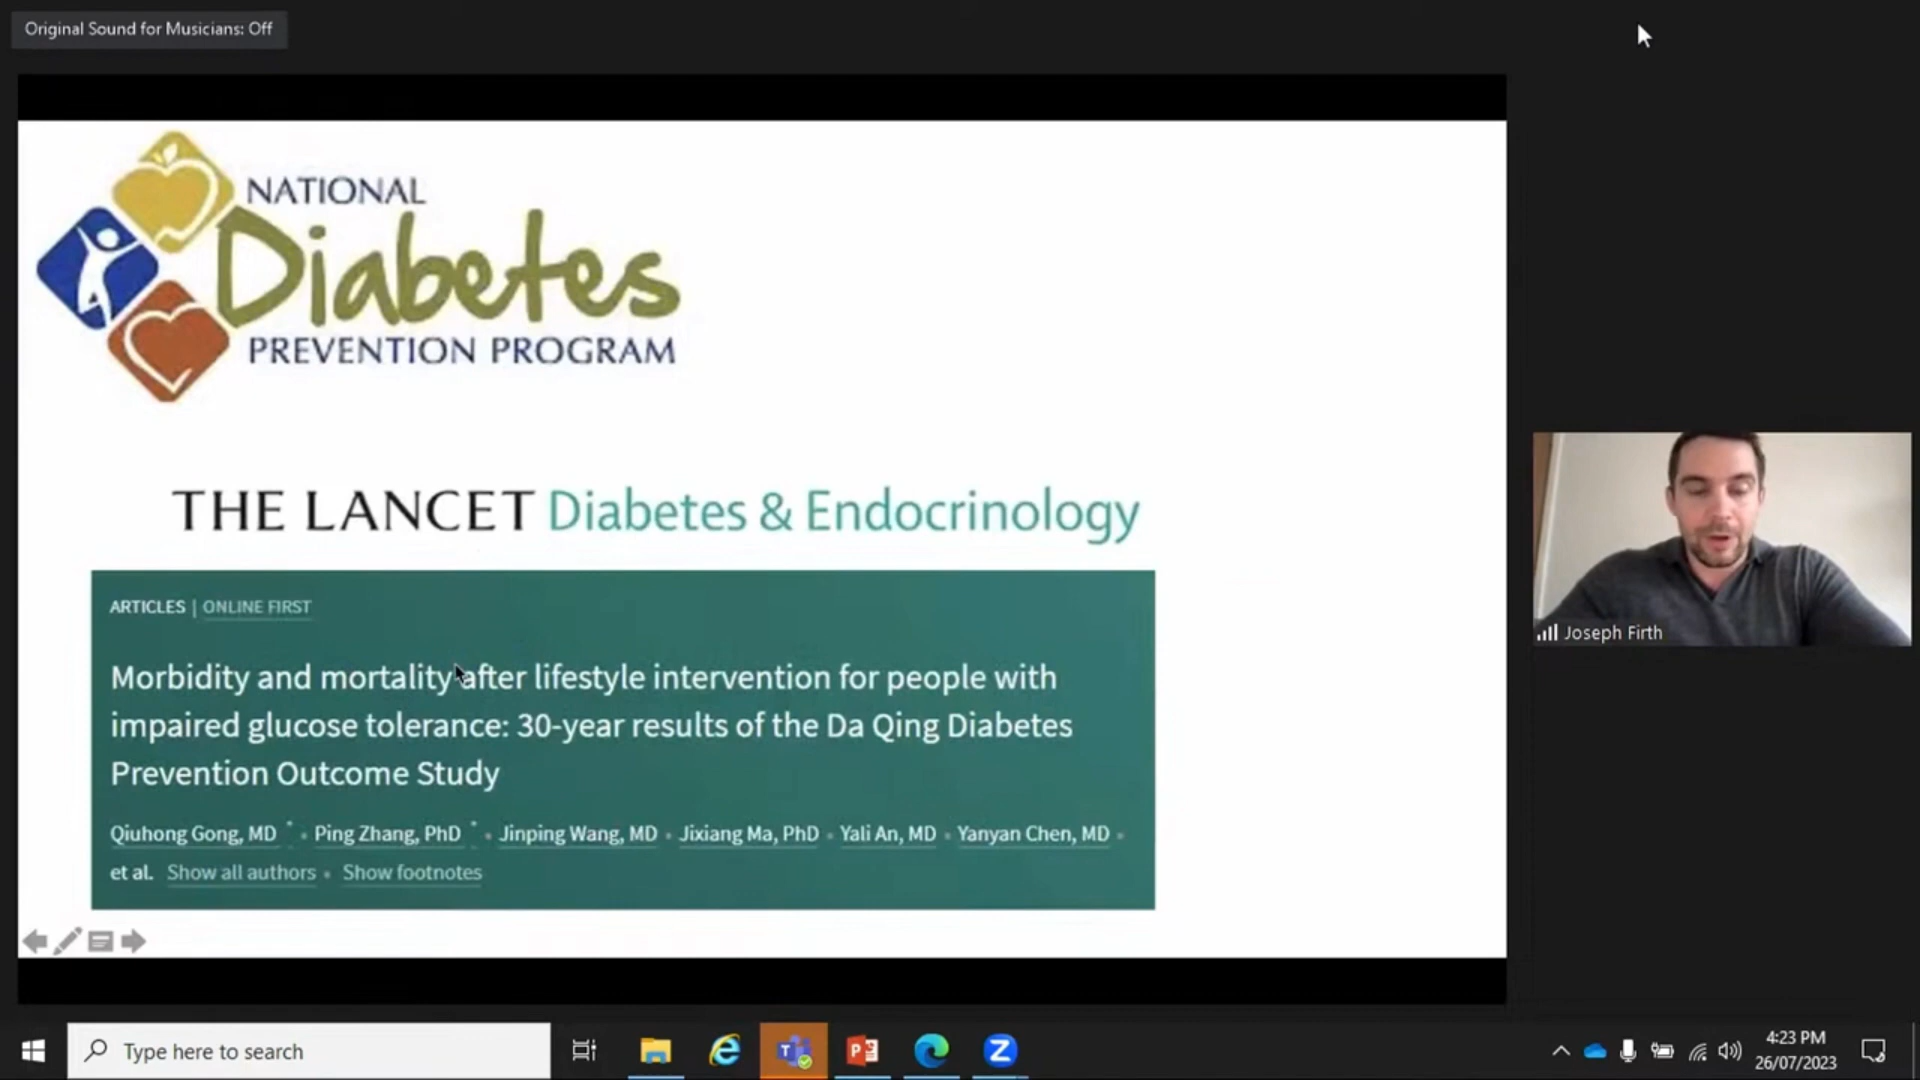 Original Sound for Musicians: Off
NATIONAL
Diabetes
PREVENTION PROGRAM
THE LANCET Diabetes & Endocrinology
ARTICLES | ONLINE FIRST
Morbidity and mortality after lifestyle intervention for people with
impaired glucose tolerance: 30-year results of the Da Qing Diabetes
Prevention Outcome Study
Qiuhong Gong, MD * • Ping Zhang, PhD * • Jinping Wang, MD • Jixiang Ma, PhD • Yali An, MD • Yanyan Chen, MD •
et al. Show all authors • Show footnotes
Joseph Firth
Type here to search
4:23 PM
26/07/2023